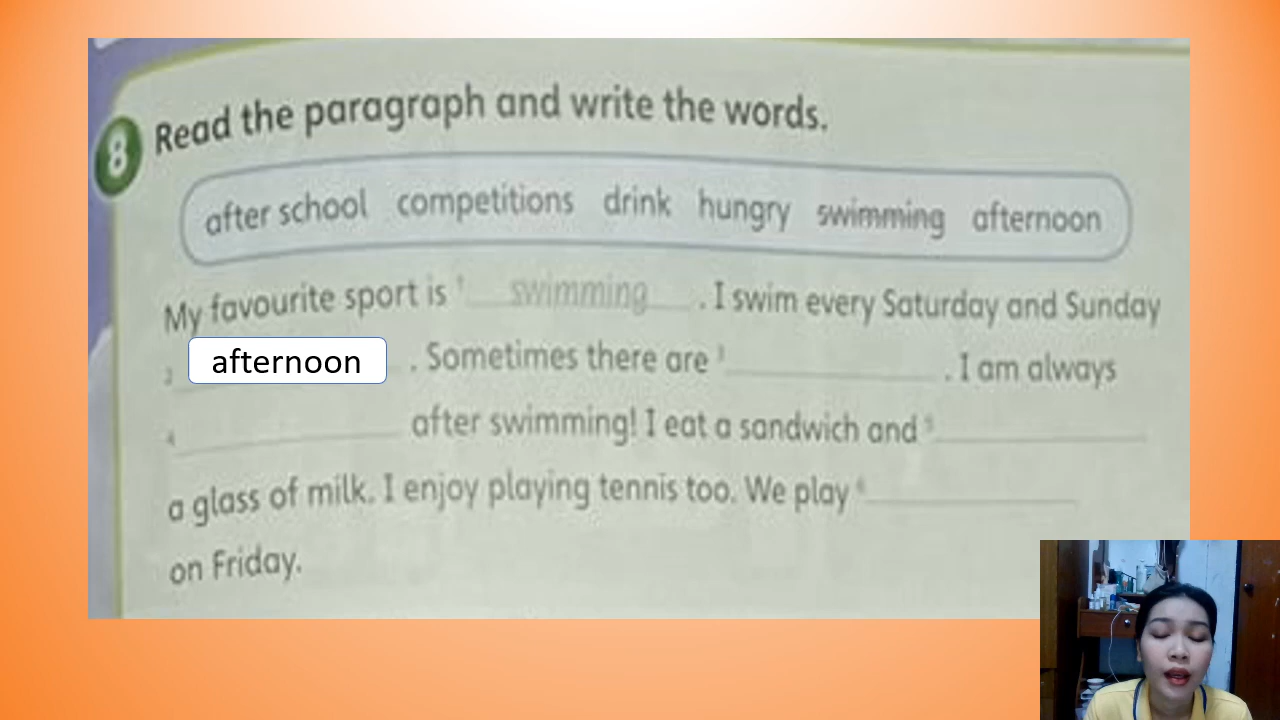 8 Read the paragraph and write the words.
after school competitions drink hungry swimming afternoon
My favourite sport is 1 swimming . I swim every Saturday and Sunday
2 afternoon . Sometimes there are 3 . I am always
4 after swimming! I eat a sandwich and 5
a glass of milk. I enjoy playing tennis too. We play 6
on Friday.